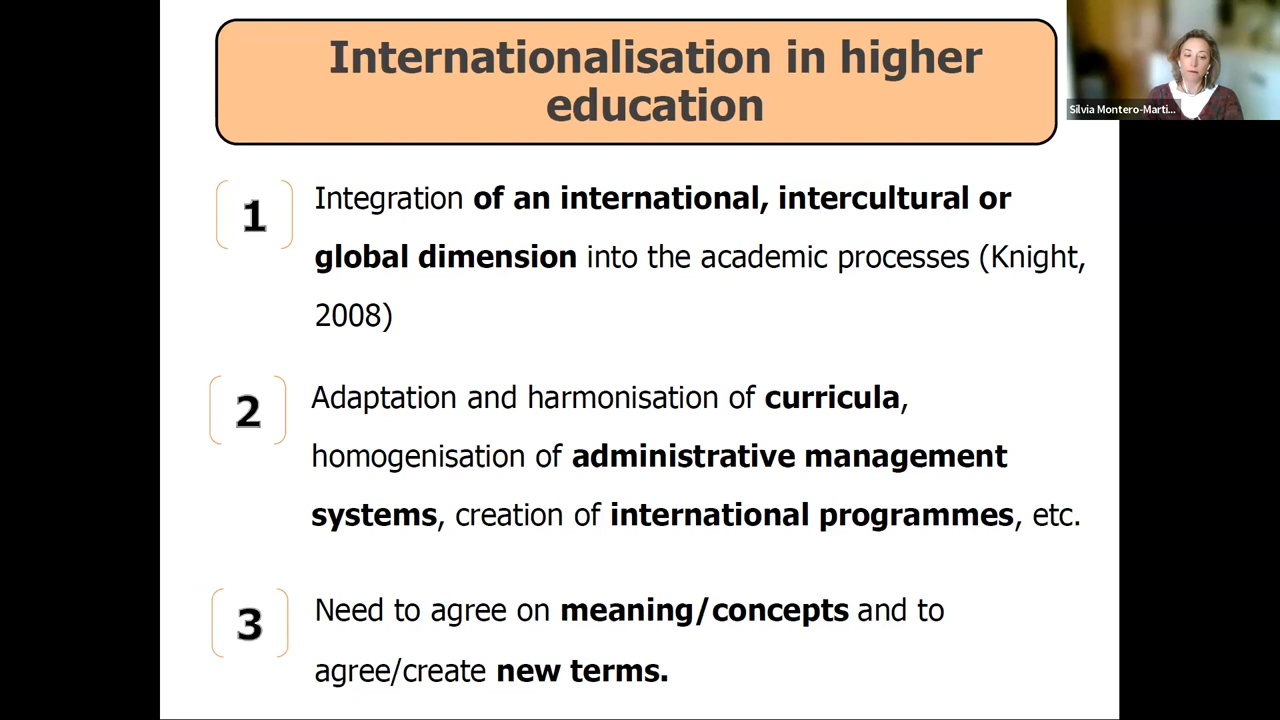 Internationalisation in higher
education
Silvia Montero-Marti...
1
Integration of an international, intercultural or
global dimension into the academic processes (Knight,
2008)
2
Adaptation and harmonisation of curricula,
homogenisation of administrative management
systems, creation of international programmes, etc.
3
Need to agree on meaning/concepts and to
agree/create new terms.